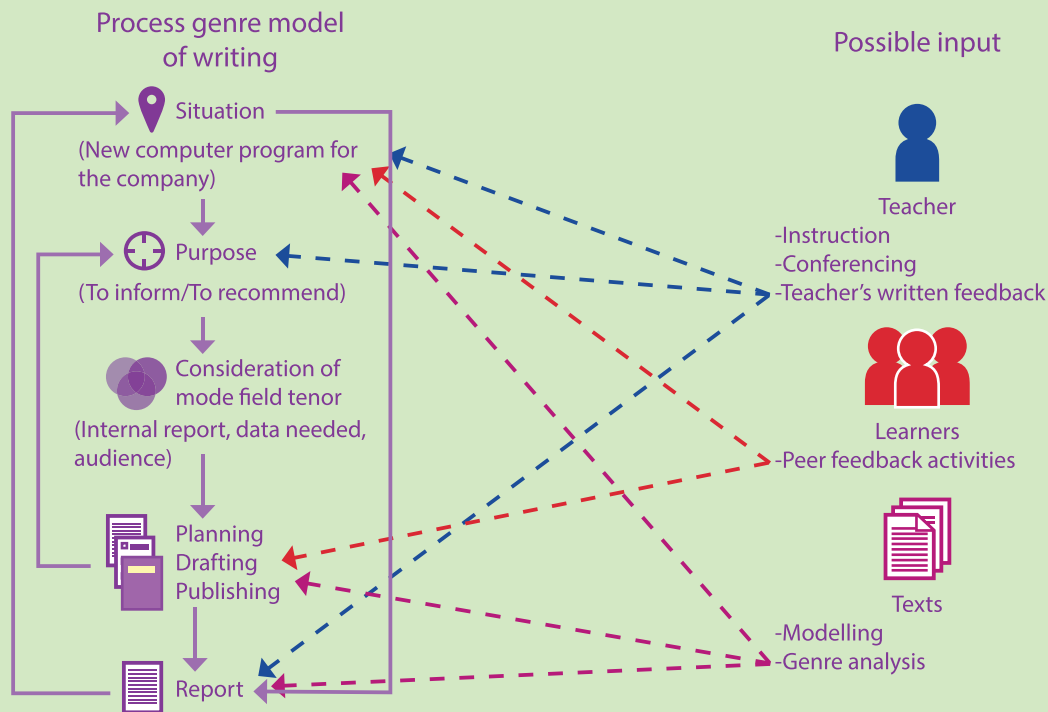 Process genre model
of writing
Situation
(New computer program for
the company)
Purpose
(To inform/To recommend)
Consideration of
mode field tenor
(Internal report, data needed,
audience)
Planning
Drafting
Publishing
Report
Possible input
Teacher
-Instruction
-Conferencing
-Teacher’s written feedback
Learners
-Peer feedback activities
Texts
-Modelling
-Genre analysis